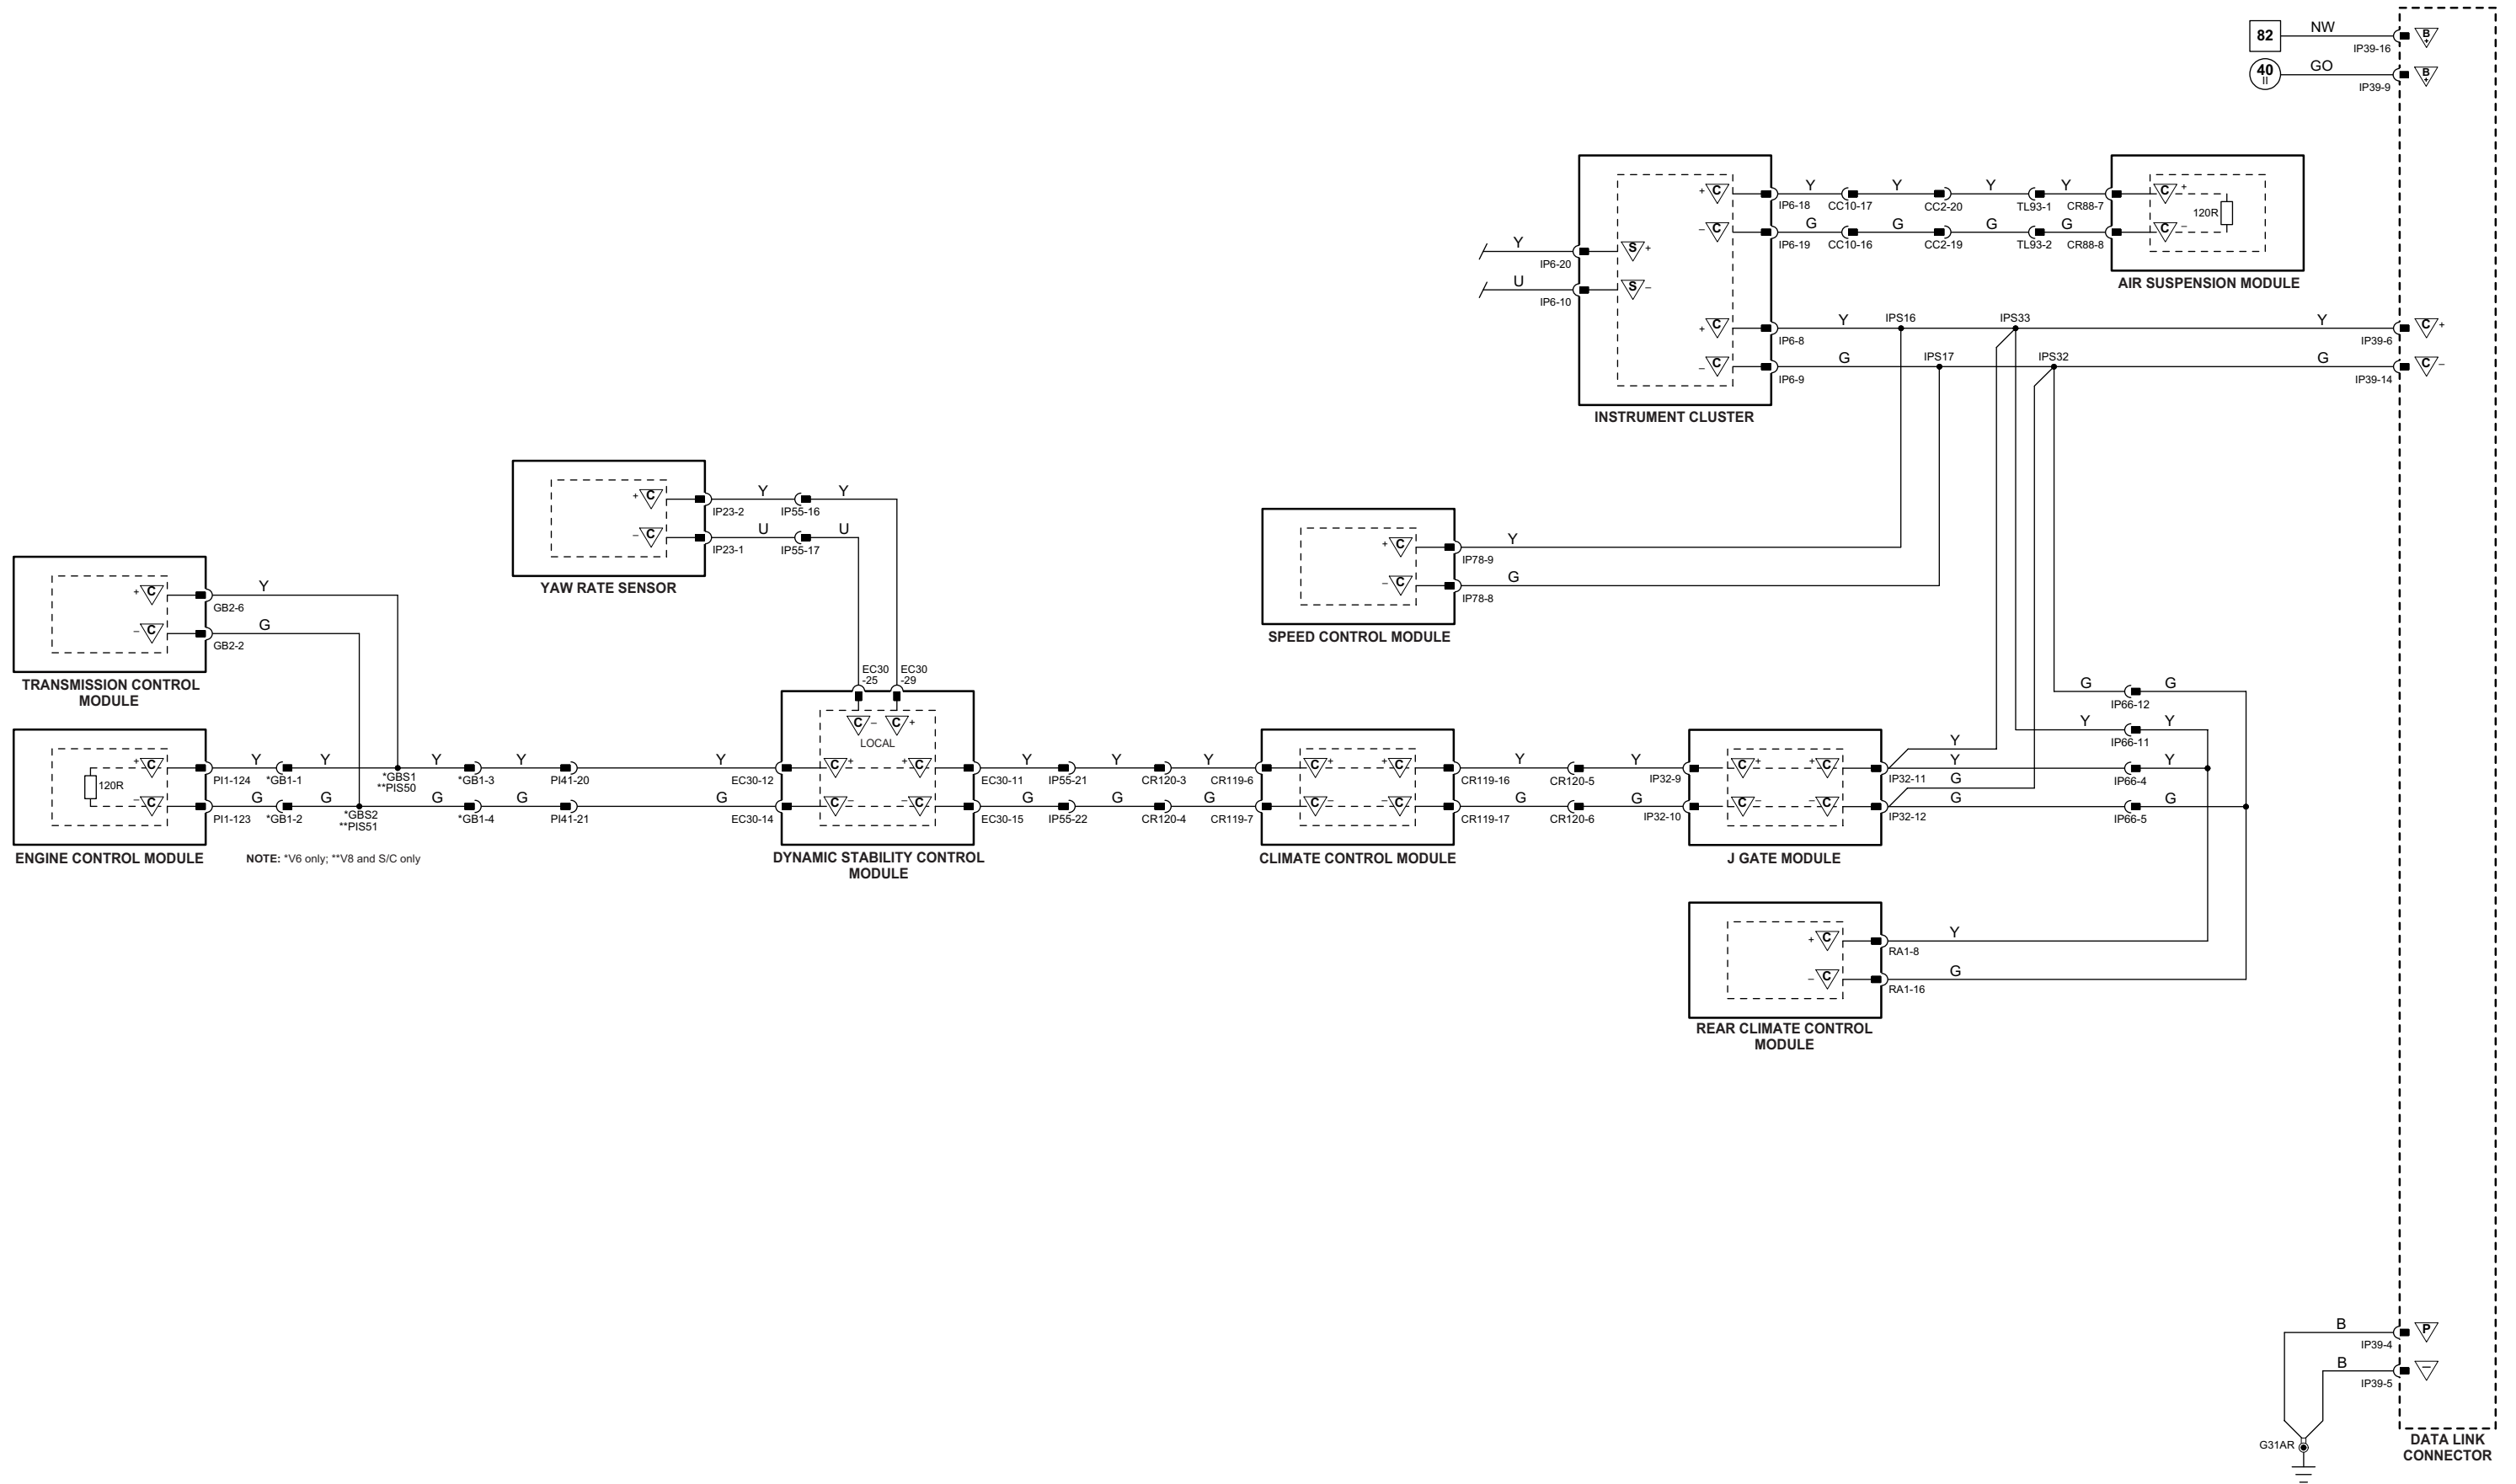 82
NW
IP39-16
B
+
40
II
GO
IP39-9
B
+
+
C
IP6-18
Y
CC10-17
Y
CC2-20
Y
TL93-1
Y
CR88-7
C
+
120R
–
C
IP6-19
G
CC10-16
G
CC2-19
G
TL93-2
G
CR88-8
C
–
AIR SUSPENSION MODULE
Y
IP6-20
S
+
U
IP6-10
S
–
+
C
IP6-8
Y
IPS16
IPS33
Y
IP39-6
C
+
–
C
IP6-9
G
IPS17
IPS32
G
IP39-14
C
–
INSTRUMENT CLUSTER
+
C
IP23-2
Y
IP55-16
Y
–
C
IP23-1
U
IP55-17
U
YAW RATE SENSOR
+
C
IP78-9
Y
–
C
IP78-8
G
SPEED CONTROL MODULE
+
C
GB2-6
Y
–
C
GB2-2
G
TRANSMISSION CONTROL
MODULE
EC30
-25
EC30
-29
C
–
C
+
LOCAL
G
IP66-12
G
Y
IP66-11
Y
120R
+
C
PI1-124
Y
*GB1-1
Y
*GBS1
**PIS50
Y
*GB1-3
Y
PI41-20
Y
EC30-12
C
+
+
C
EC30-11
Y
IP55-21
Y
CR120-3
Y
CR119-6
C
+
+
C
CR119-16
Y
CR120-5
Y
IP32-9
C
+
+
C
IP32-11
Y
Y
IP66-4
Y
–
C
PI1-123
G
*GB1-2
G
*GBS2
**PIS51
G
*GB1-4
G
PI41-21
G
EC30-14
C
–
–
C
EC30-15
G
IP55-22
G
CR120-4
G
CR119-7
C
–
–
C
CR119-17
G
CR120-6
G
IP32-10
C
–
–
C
IP32-12
G
G
IP66-5
G
ENGINE CONTROL MODULE
NOTE: *V6 only; **V8 and S/C only
DYNAMIC STABILITY CONTROL
MODULE
CLIMATE CONTROL MODULE
J GATE MODULE
+
C
RA1-8
Y
–
C
RA1-16
G
REAR CLIMATE CONTROL
MODULE
B
IP39-4
P
B
IP39-5
–
G31AR
DATA LINK
CONNECTOR